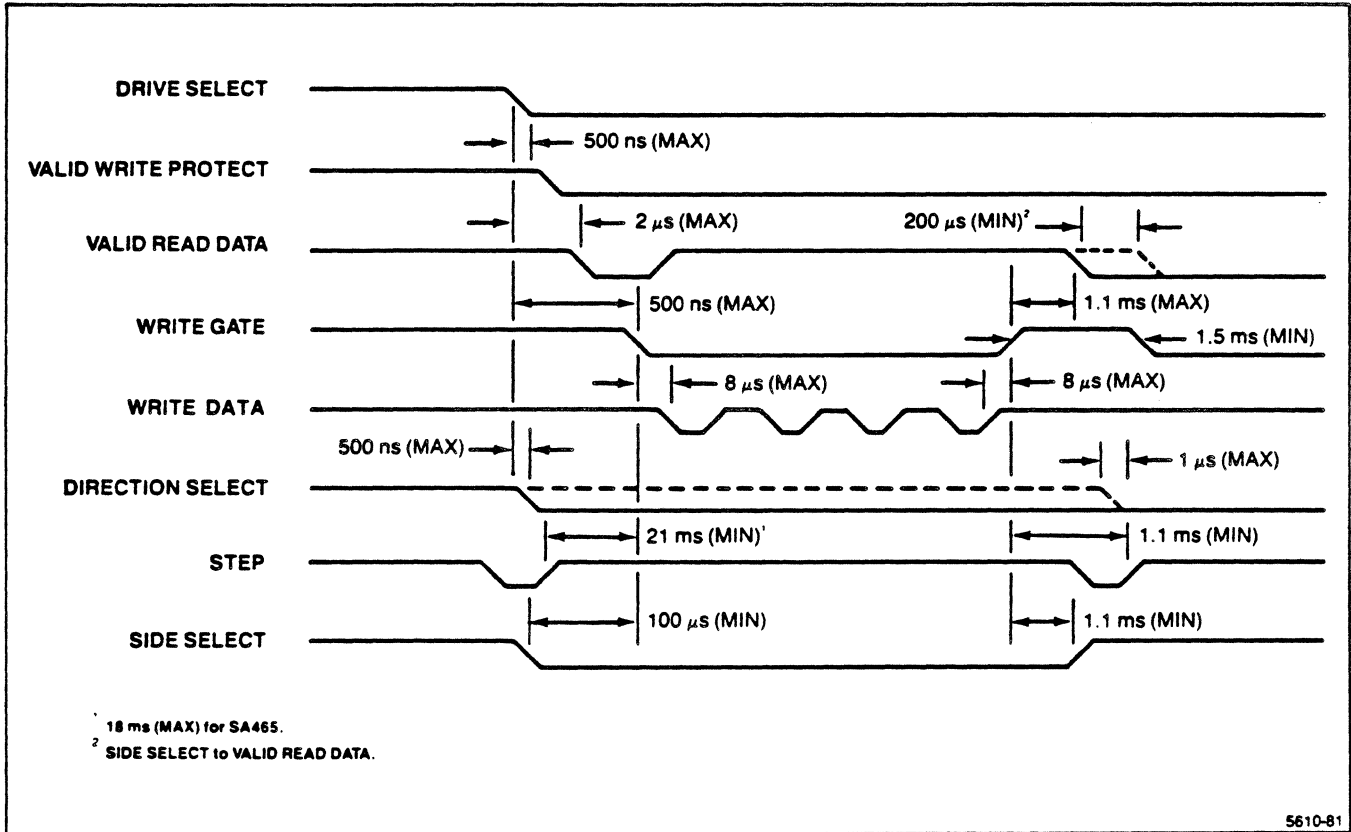 DRIVE SELECT
500 ns (MAX)
VALID WRITE PROTECT
2 μs (MAX)
200 μs (MIN)²
VALID READ DATA
500 ns (MAX)
1.1 ms (MAX)
WRITE GATE
1.5 ms (MIN)
8 μs (MAX)
8 μs (MAX)
WRITE DATA
500 ns (MAX)
1 μs (MAX)
DIRECTION SELECT
21 ms (MIN)¹
1.1 ms (MIN)
STEP
100 μs (MIN)
1.1 ms (MIN)
SIDE SELECT
¹ 18 ms (MAX) for SA465.
² SIDE SELECT to VALID READ DATA.
5610-81